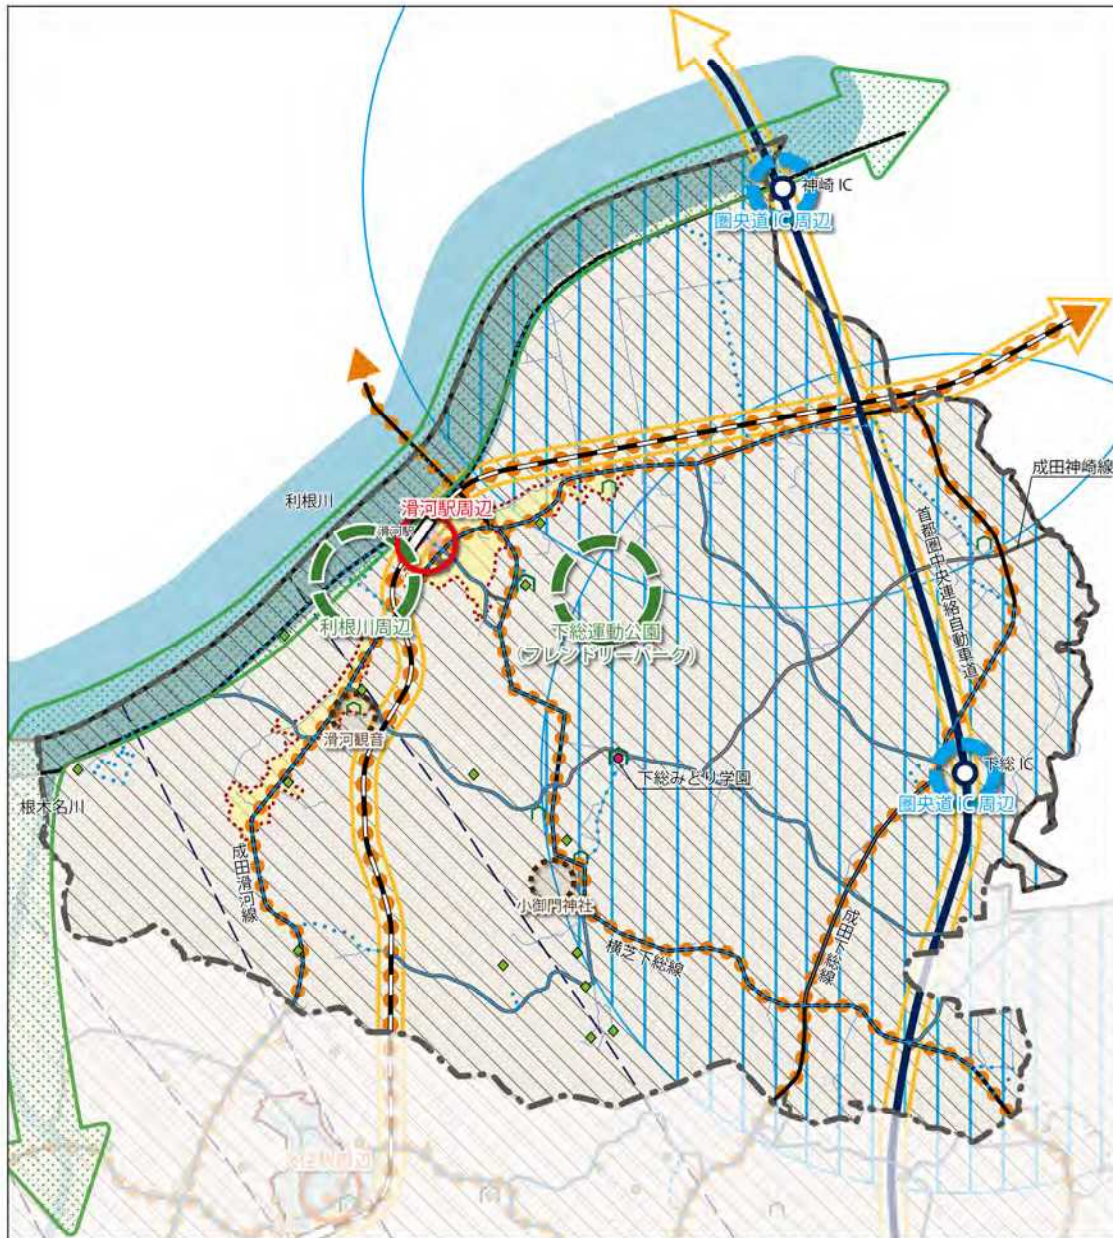 神崎 IC
圏央道 IC 周辺
成田神崎線
利根川
滑河駅周辺
滑河駅
首都圏中央連絡自動車道
利根川周辺
下総運動公園
(フレンドリーパーク)
滑河観音
下総 IC
下総みどり学園
圏央道 IC 周辺
根木名川
成田滑河線
小御門神社
横芝下総線
成田下総線